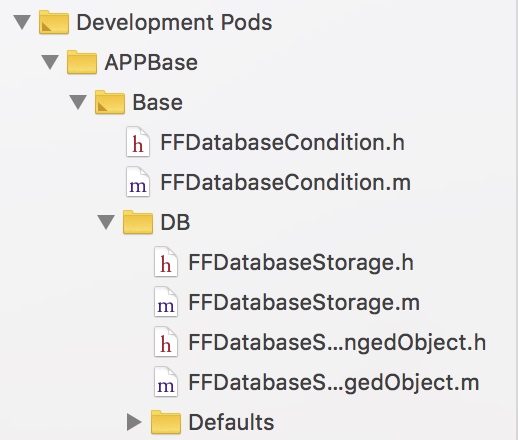 Development Pods
APPBase
Base
h FFDatabaseCondition.h
m FFDatabaseCondition.m
DB
h FFDatabaseStorage.h
m FFDatabaseStorage.m
h FFDatabaseS...ngedObject.h
m FFDatabaseS...gedObject.m
Defaults